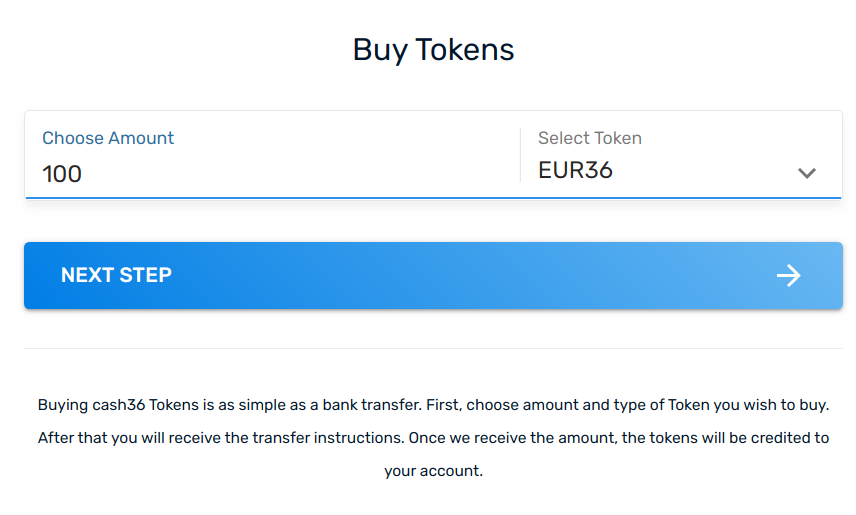 Buy Tokens
Choose Amount
100
Select Token
EUR36
NEXT STEP
Buying cash36 Tokens is as simple as a bank transfer. First, choose amount and type of Token you wish to buy.
After that you will receive the transfer instructions. Once we receive the amount, the tokens will be credited to
your account.